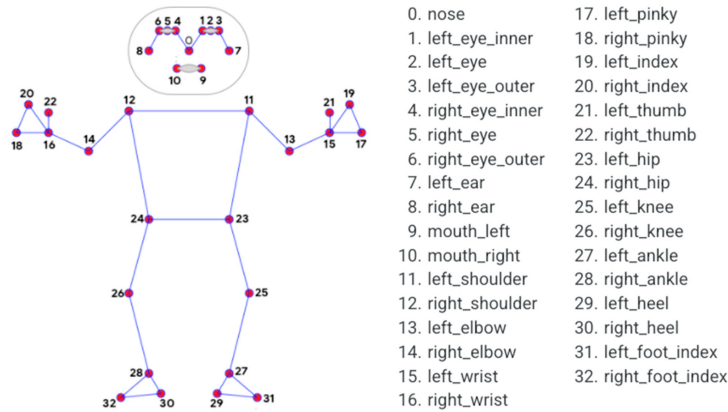 6 5 4 1 2 3
0
8 7
10 9
20 22 12 11 21 19
18 16 14 13 15 17
24 23
26 25
28 27
32 30 29 31
0. nose
1. left_eye_inner
2. left_eye
3. left_eye_outer
4. right_eye_inner
5. right_eye
6. right_eye_outer
7. left_ear
8. right_ear
9. mouth_left
10. mouth_right
11. left_shoulder
12. right_shoulder
13. left_elbow
14. right_elbow
15. left_wrist
16. right_wrist
17. left_pinky
18. right_pinky
19. left_index
20. right_index
21. left_thumb
22. right_thumb
23. left_hip
24. right_hip
25. left_knee
26. right_knee
27. left_ankle
28. right_ankle
29. left_heel
30. right_heel
31. left_foot_index
32. right_foot_index